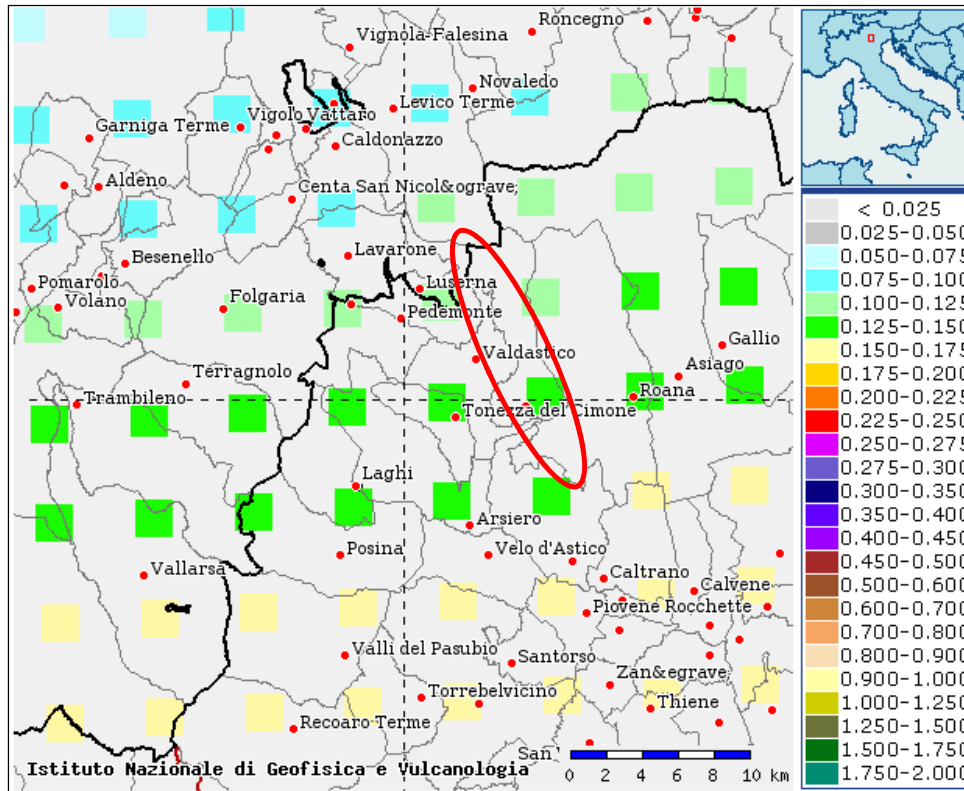 Roncegno
Vignola-Falesina
Novaledo
Levico Terme
Vigolo Vattaro
Garniga Terme
Caldonazzo
Aldeno
Centa San Nicol&ograve;
Besenello
Lavarone
Pomarolo
Luserna
Volano
Folgaria
Pedemonte
Gallio
Valdastico
Asiago
Terragnolo
Roana
Trambileno
Tonezza del Cimone
Laghi
Arsiero
Posina
Velo d'Astico
Vallarsa
Caltrano
Calvene
Piovene Rocchette
Valli del Pasubio
Santorso
Zan&egrave;
Torrebelvicino
Thiene
Recoaro Terme
San
Istituto Nazionale di Geofisica e Vulcanologia
0 2 4 6 8 10 km
< 0.025
0.025-0.050
0.050-0.075
0.075-0.100
0.100-0.125
0.125-0.150
0.150-0.175
0.175-0.200
0.200-0.225
0.225-0.250
0.250-0.275
0.275-0.300
0.300-0.350
0.350-0.400
0.400-0.450
0.450-0.500
0.500-0.600
0.600-0.700
0.700-0.800
0.800-0.900
0.900-1.000
1.000-1.250
1.250-1.500
1.500-1.750
1.750-2.000